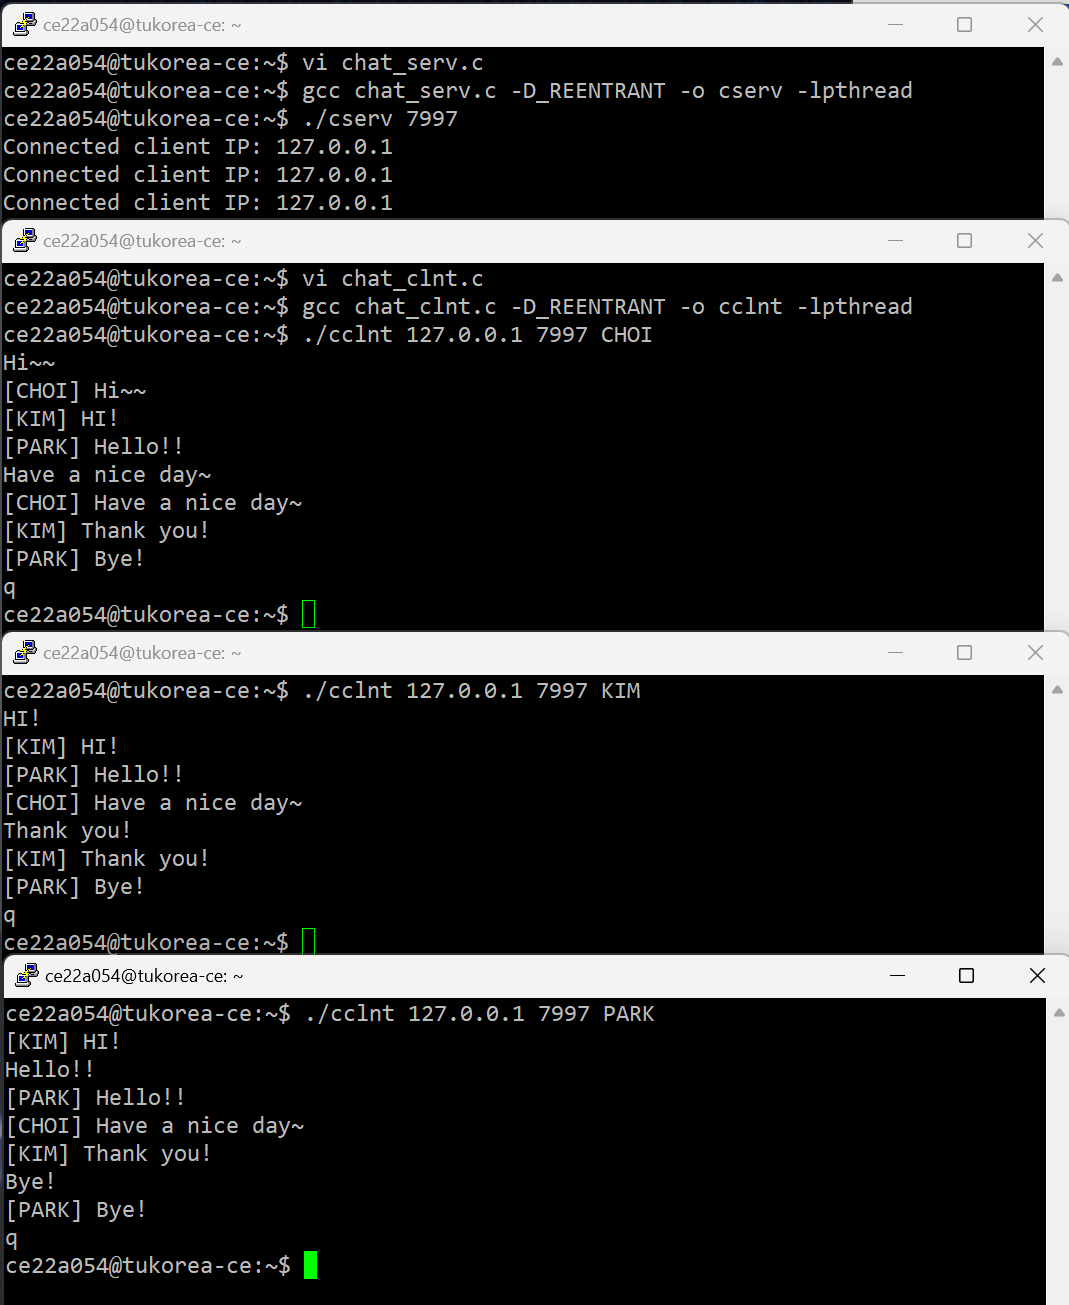 ce22a054@tukorea-ce: ~
ce22a054@tukorea-ce:~$ vi chat_serv.c
ce22a054@tukorea-ce:~$ gcc chat_serv.c -D_REENTRANT -o cserv -lpthread
ce22a054@tukorea-ce:~$ ./cserv 7997
Connected client IP: 127.0.0.1
Connected client IP: 127.0.0.1
Connected client IP: 127.0.0.1
ce22a054@tukorea-ce: ~
ce22a054@tukorea-ce:~$ vi chat_clnt.c
ce22a054@tukorea-ce:~$ gcc chat_clnt.c -D_REENTRANT -o cclnt -lpthread
ce22a054@tukorea-ce:~$ ./cclnt 127.0.0.1 7997 CHOI
Hi~~
[CHOI] Hi~~
[KIM] HI!
[PARK] Hello!!
Have a nice day~
[CHOI] Have a nice day~
[KIM] Thank you!
[PARK] Bye!
q
ce22a054@tukorea-ce:~$
ce22a054@tukorea-ce: ~
ce22a054@tukorea-ce:~$ ./cclnt 127.0.0.1 7997 KIM
HI!
[KIM] HI!
[PARK] Hello!!
[CHOI] Have a nice day~
Thank you!
[KIM] Thank you!
[PARK] Bye!
q
ce22a054@tukorea-ce:~$
ce22a054@tukorea-ce: ~
ce22a054@tukorea-ce:~$ ./cclnt 127.0.0.1 7997 PARK
[KIM] HI!
Hello!!
[PARK] Hello!!
[CHOI] Have a nice day~
[KIM] Thank you!
Bye!
[PARK] Bye!
q
ce22a054@tukorea-ce:~$